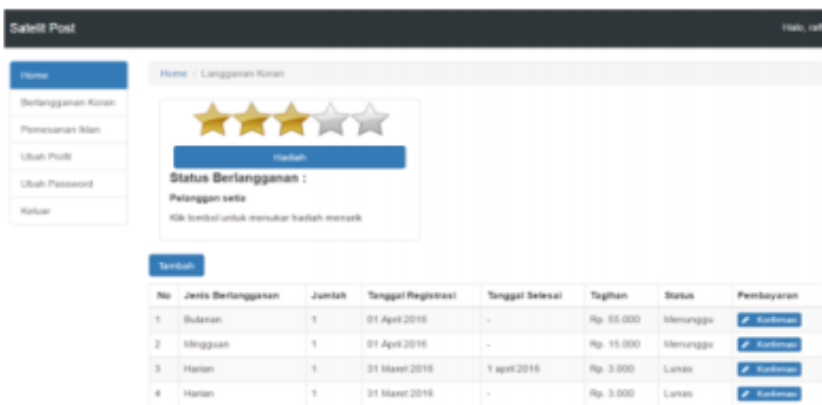 Satelit Post
Halo, rafi
Home
Berlangganan Koran
Pemesanan Iklan
Ubah Profil
Ubah Password
Keluar
Home / Langganan Koran
Hadiah
Status Berlangganan :
Pelanggan setia
Klik tombol untuk menukar hadiah menarik
Tambah
No Jenis Berlangganan Jumlah Tanggal Registrasi Tanggal Selesai Tagihan Status Pembayaran
1 Bulanan 1 01 April 2016 - Rp. 55.000 Menunggu Konfirmasi
2 Mingguan 1 01 April 2016 - Rp. 15.000 Menunggu Konfirmasi
3 Harian 1 31 Maret 2016 1 april 2016 Rp. 3.000 Lunas Konfirmasi
4 Harian 1 31 Maret 2016 - Rp. 3.000 Lunas Konfirmasi